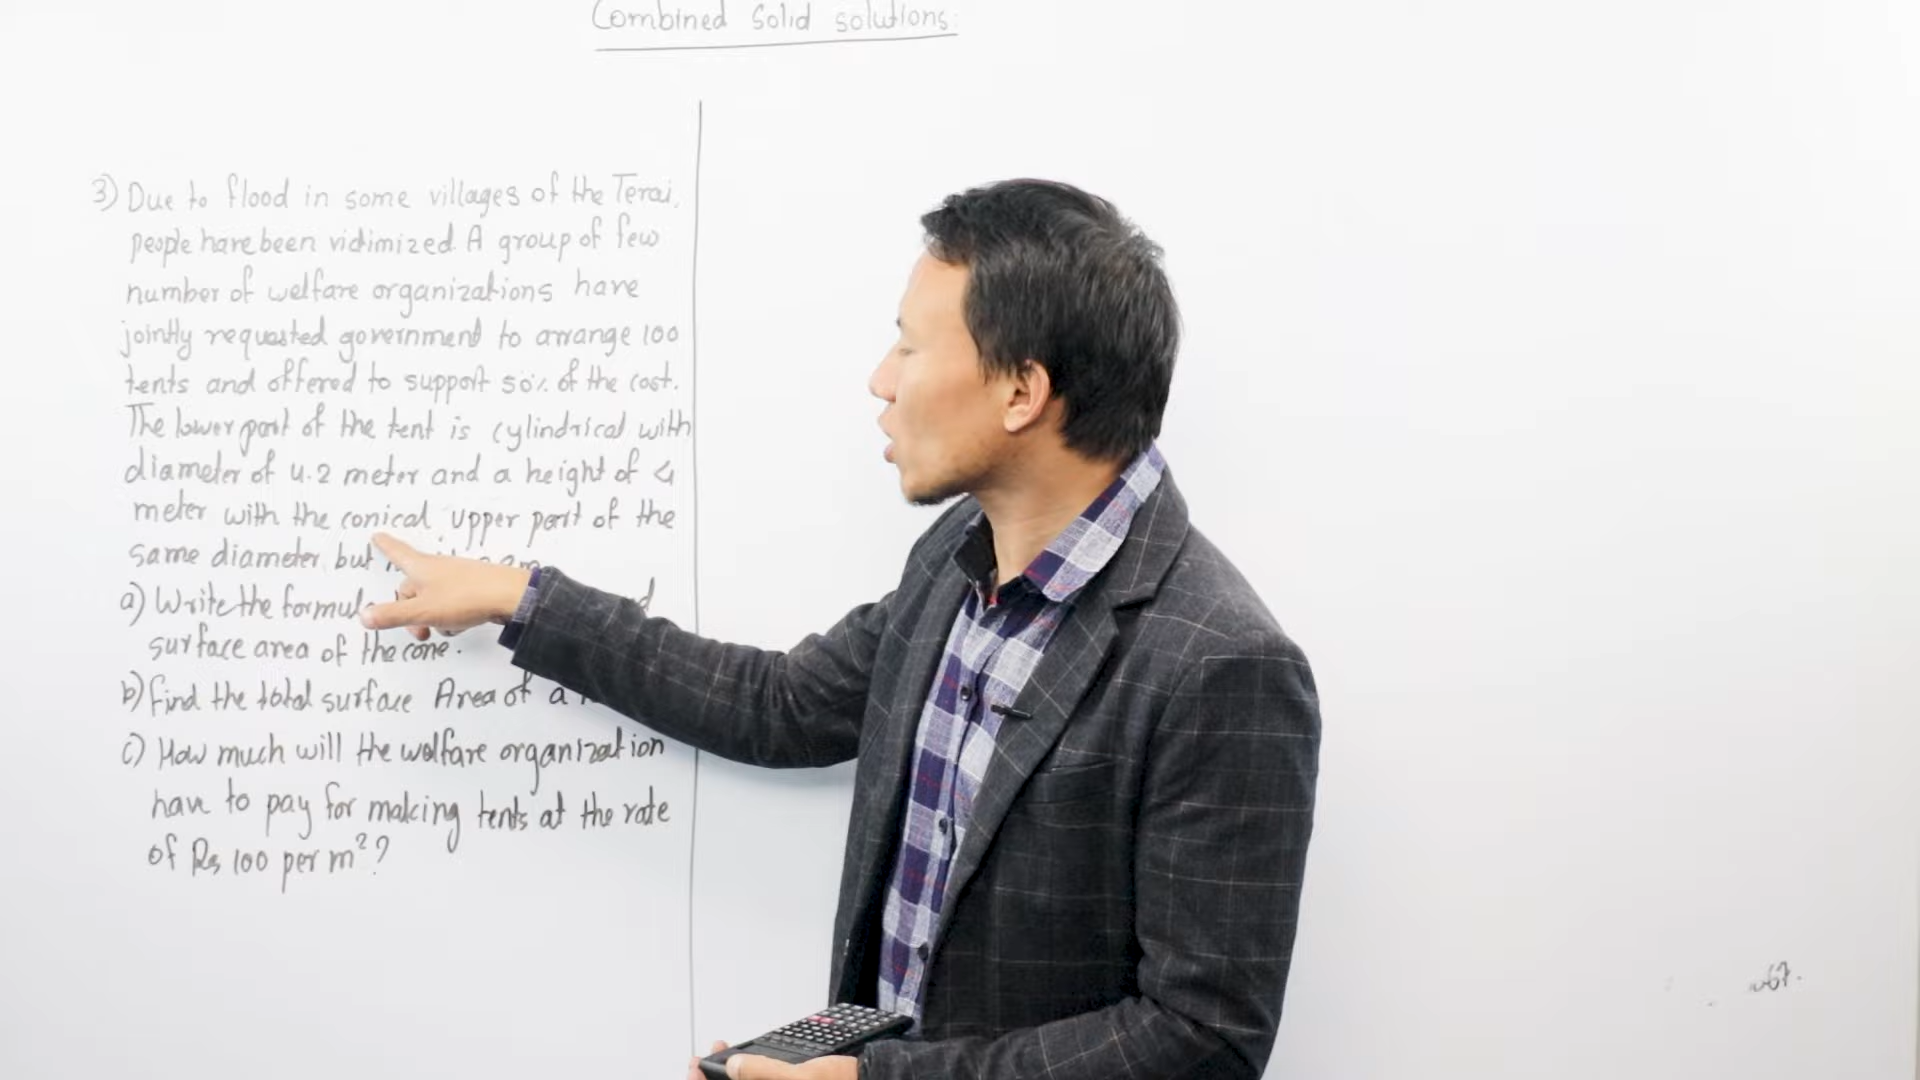 Combined Solid solutions:
3) Due to flood in some villages of the Terai,
people have been victimized. A group of few
number of welfare organizations have
jointly requested government to arrange 100
tents and offered to support 50% of the cost.
The lower part of the tent is cylindrical with
diameter of 4.2 meter and a height of 4
meter with the conical upper part of the
same diameter but
a) Write the formula
surface area of the cone.
b) Find the total surface Area of a
c) How much will the welfare organization
have to pay for making tents at the rate
of Rs 100 per m²?